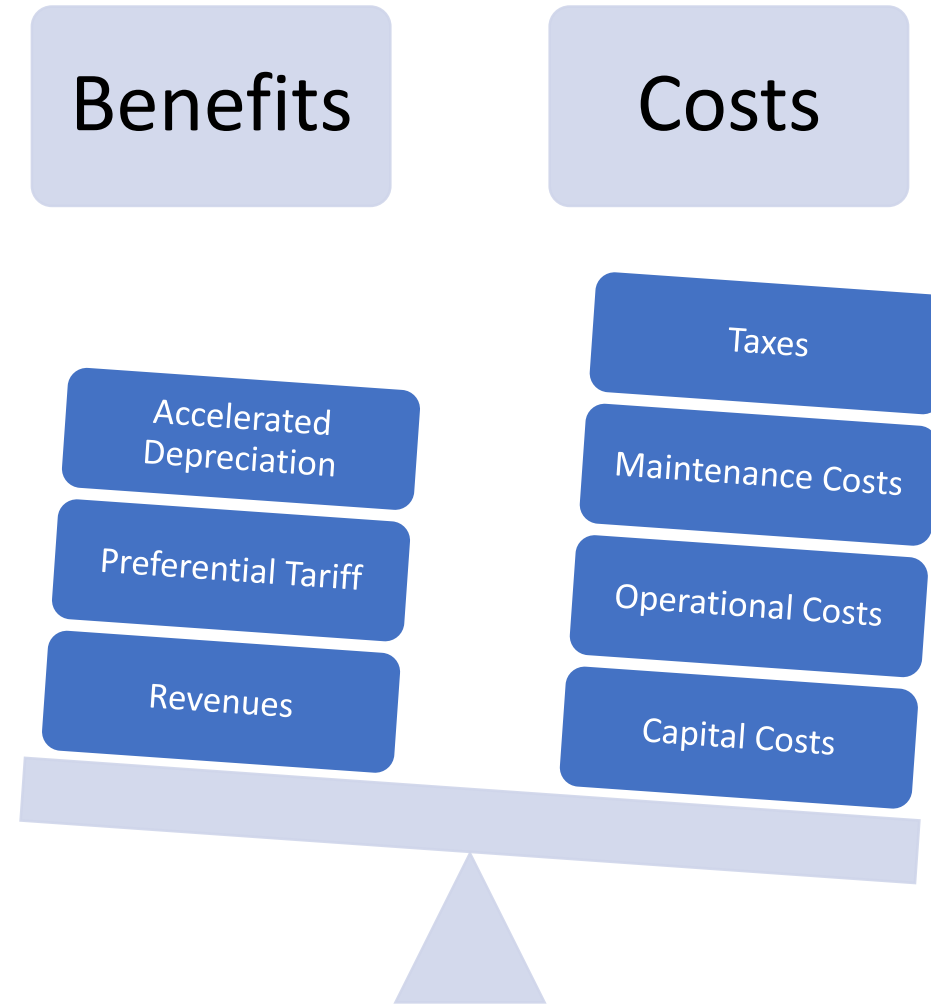 Benefits
Costs
Accelerated
Depreciation
Preferential Tariff
Revenues
Taxes
Maintenance Costs
Operational Costs
Capital Costs